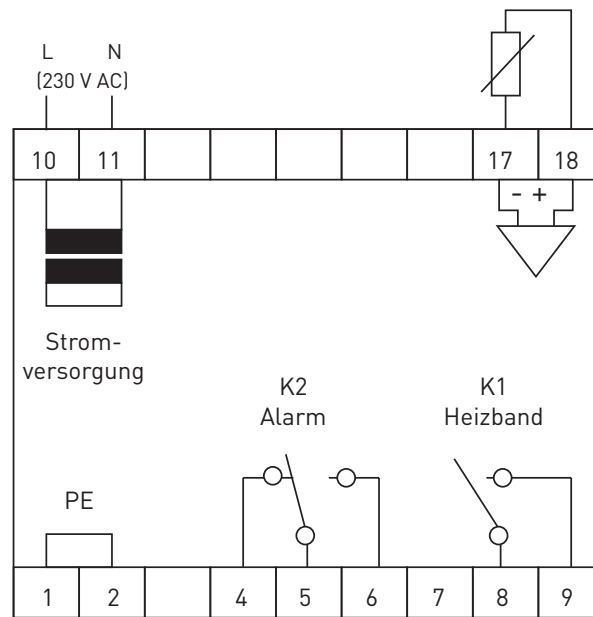 L N
(230 V AC)
10 11 17 18
- +
Strom-
versorgung
K2 K1
Alarm Heizband
PE
1 2 4 5 6 7 8 9